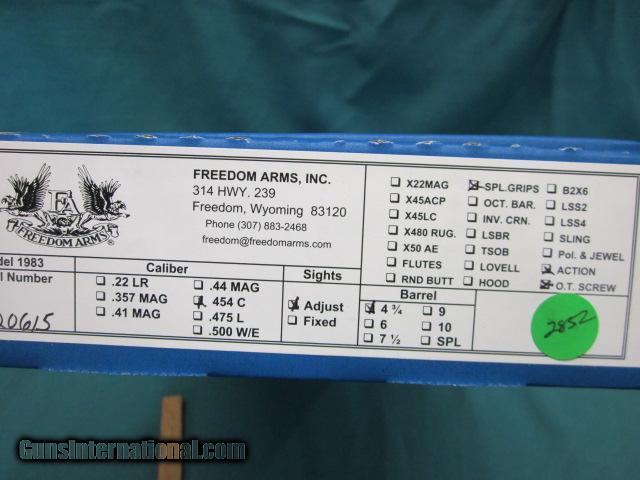 FREEDOM ARMS, INC.
314 HWY. 239
Freedom, Wyoming 83120
Phone (307) 883-2468
freedom@freedomarms.com
FA
FREEDOM ARMS®
X22MAG SPL.GRIPS B2X6
X45ACP OCT. BAR. LSS2
X45LC INV. CRN. LSS4
X480 RUG. LSBR SLING
X50 AE TSOB Pol. & JEWEL
FLUTES LOVELL ACTION
RND BUTT HOOD O.T. SCREW
1983
Number
20615
Caliber
.22 LR .44 MAG
.357 MAG 454 C
.41 MAG .475 L
.500 W/E
Sights
Adjust
Fixed
Barrel
4 ¾ 9
6 10
7 ½ SPL
2852
GunsInternational.com